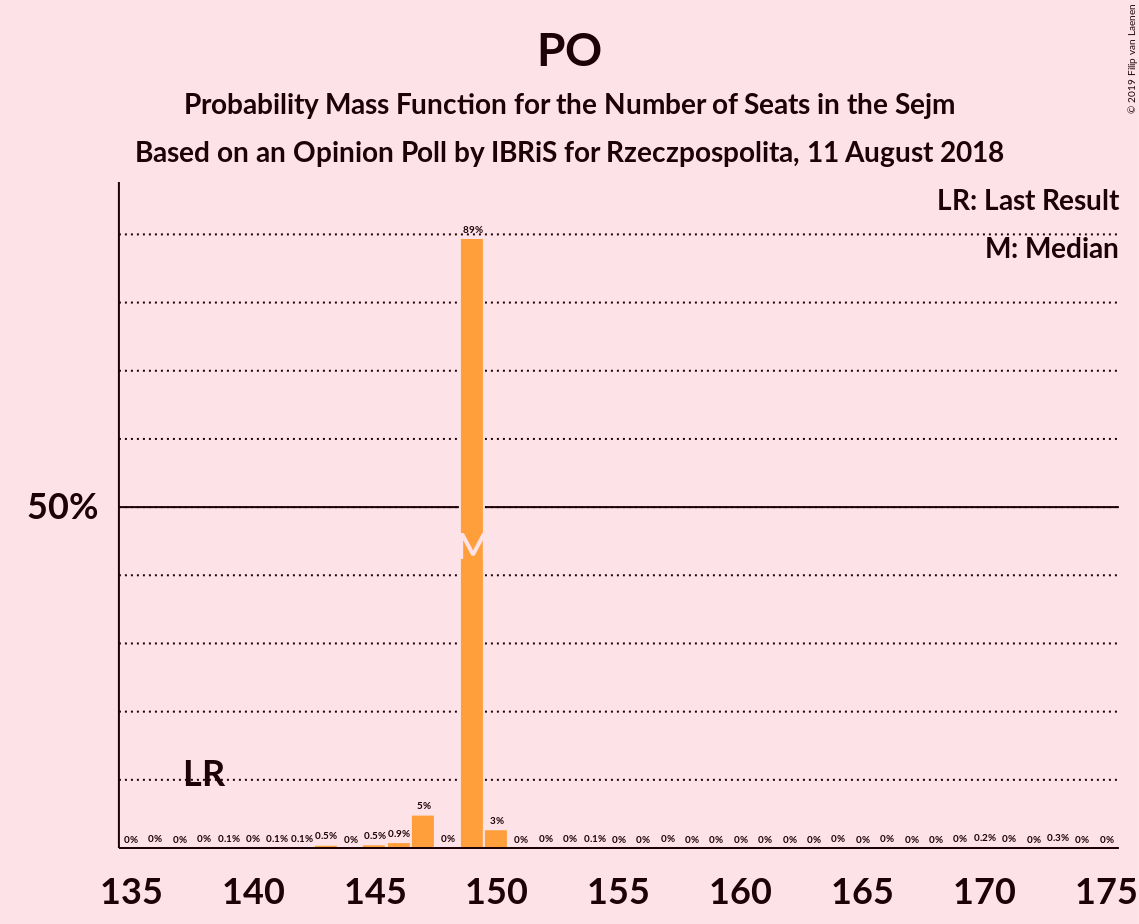 PO
Probability Mass Function for the Number of Seats in the Sejm
Based on an Opinion Poll by IBRiS for Rzeczpospolita, 11 August 2018
© 2019 Filip van Laenen
LR: Last Result
M: Median
50%
LR
M
0% 0% 0% 0% 0.1% 0% 0.1% 0.1% 0.5% 0% 0.5% 0.9% 5% 0% 89% 3% 0% 0% 0% 0.1% 0% 0% 0% 0% 0% 0% 0% 0% 0% 0% 0% 0% 0% 0% 0% 0.2% 0% 0% 0.3% 0% 0%
135 140 145 150 155 160 165 170 175